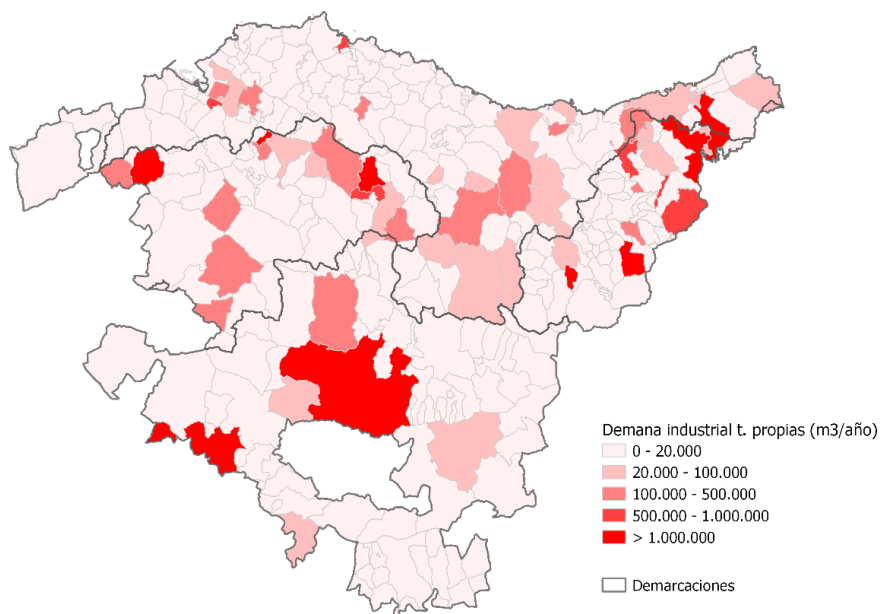 Demana industrial t. propias (m3/año)
0 - 20.000
20.000 - 100.000
100.000 - 500.000
500.000 - 1.000.000
> 1.000.000
Demarcaciones